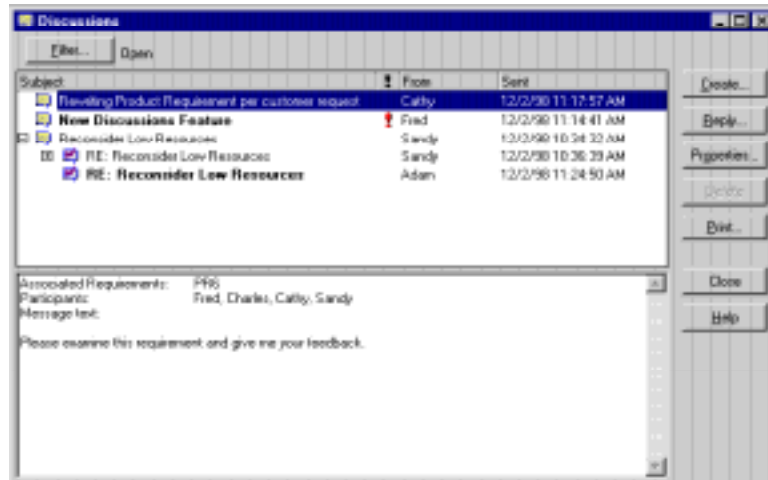 Discussions
Filter... Open
Subject ! From Sent
Rewriting Product Requirement per customer request Cathy 12/2/98 11:17:57 AM
New Discussions Feature ! Fred 12/2/98 11:14:41 AM
Reconsider Low Resources Sandy 12/2/98 10:34:32 AM
RE: Reconsider Low Resources Sandy 12/2/98 10:36:39 AM
RE: Reconsider Low Resources Adam 12/2/98 11:24:50 AM
Create...
Reply...
Properties...
Delete
Print...
Close
Help
Associated Requirements: PR6
Participants: Fred, Charles, Cathy, Sandy
Message text:
Please examine this requirement and give me your feedback.